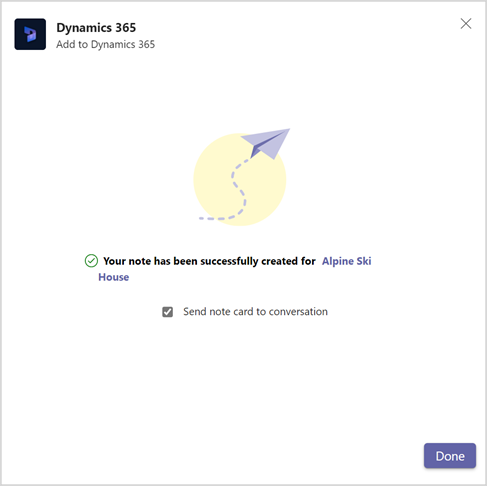 Dynamics 365
Add to Dynamics 365
Your note has been successfully created for Alpine Ski
House
Send note card to conversation
Done